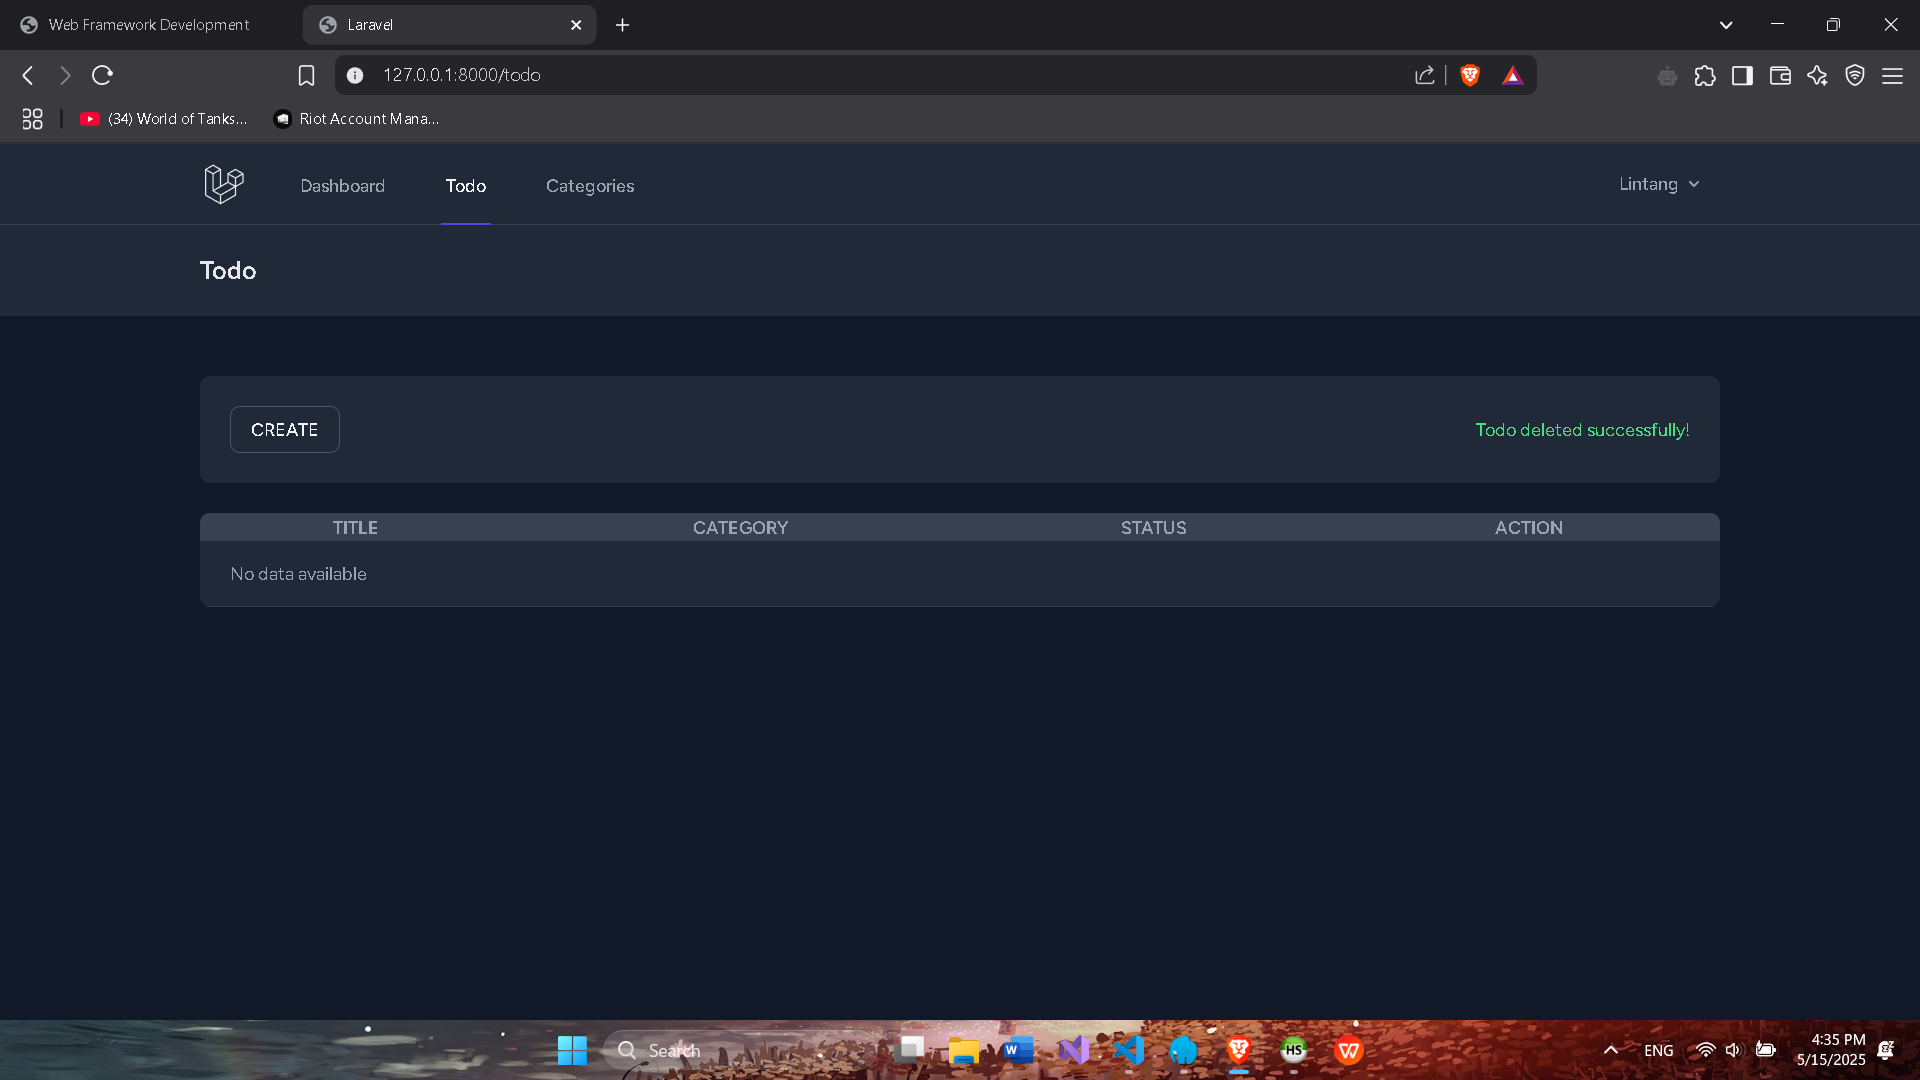 Web Framework Development
Laravel
127.0.0.1:8000/todo
(34) World of Tanks...
Riot Account Mana...
Dashboard
Todo
Categories
Lintang
Todo
CREATE
Todo deleted successfully!
TITLE CATEGORY STATUS ACTION
No data available
Search
W
HS
W
ENG
4:35 PM
5/15/2025